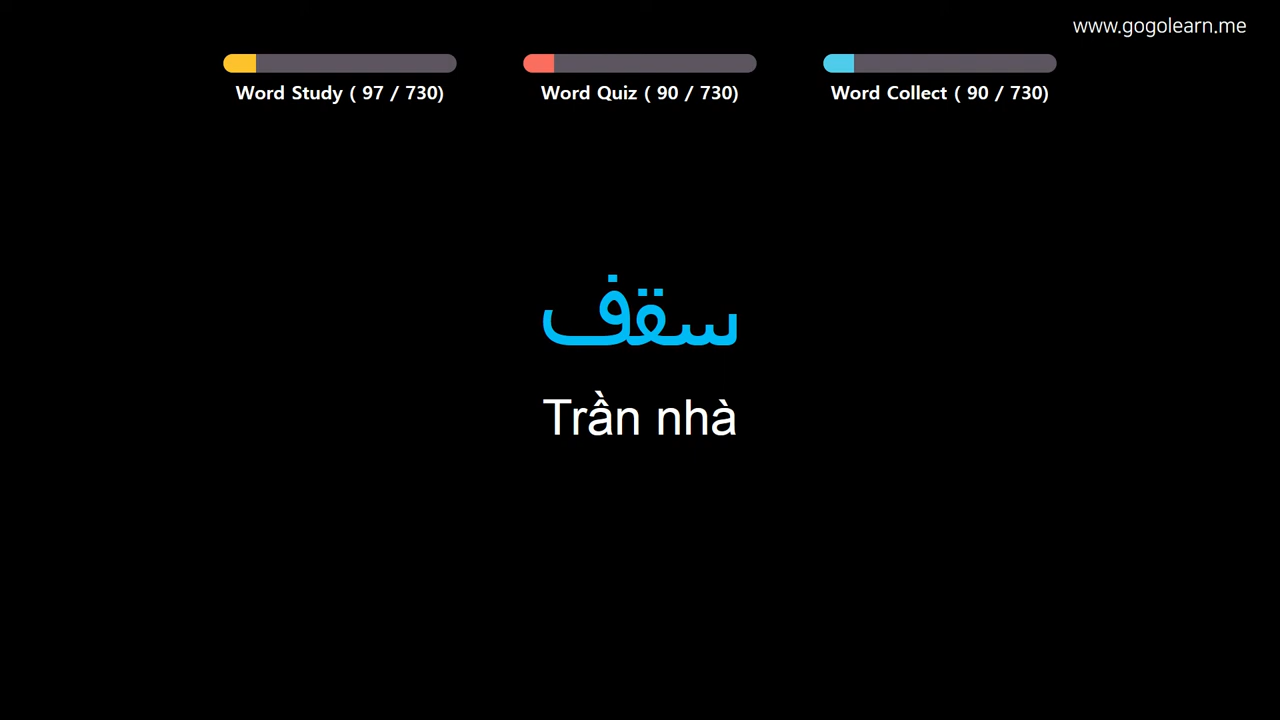 www.gogolearn.me
Word Study ( 97 / 730)
Word Quiz ( 90 / 730)
Word Collect ( 90 / 730)
سقف
Trần nhà